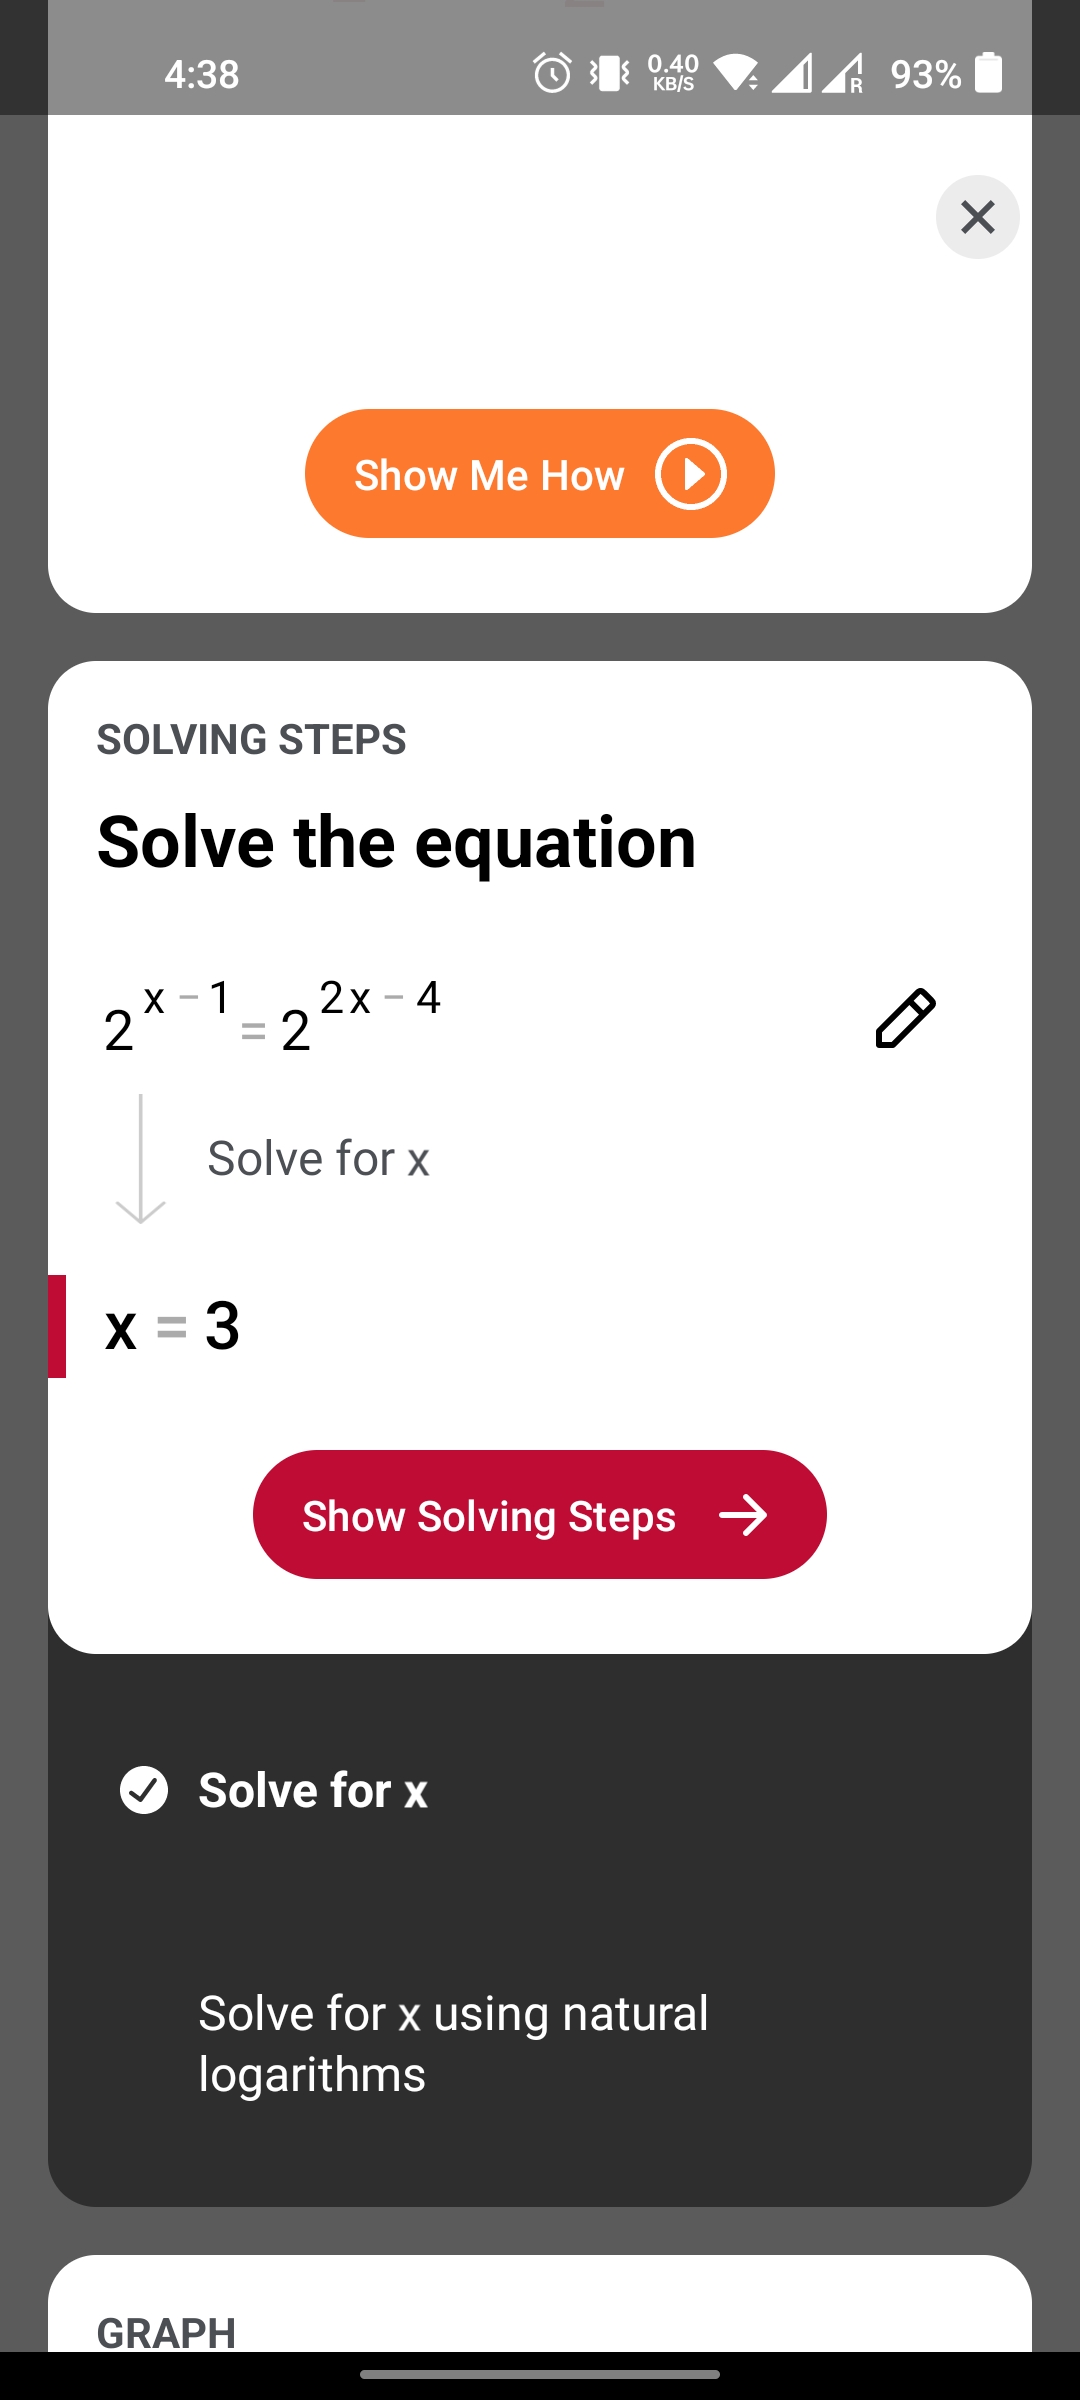 4:38 0.40 KB/S R 93%
Show Me How
SOLVING STEPS
Solve the equation
2^(x − 1) = 2^(2x − 4)
Solve for x
x = 3
Show Solving Steps
Solve for x
Solve for x using natural
logarithms
GRAPH